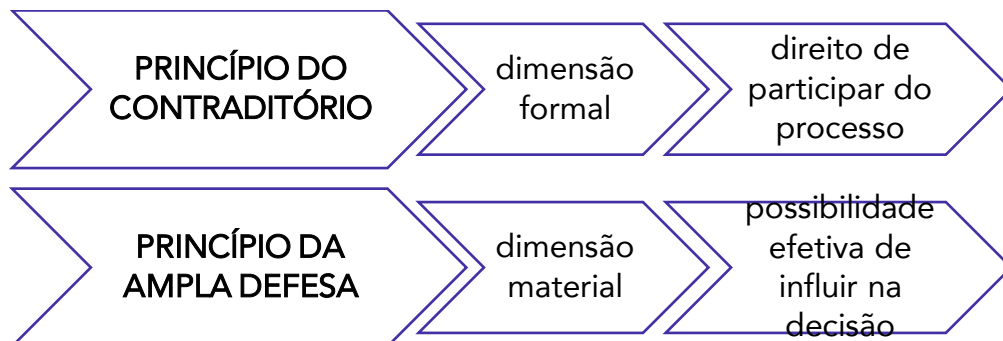 PRINCÍPIO DO
CONTRADITÓRIO
dimensão
formal
direito de
participar do
processo
PRINCÍPIO DA
AMPLA DEFESA
dimensão
material
possibilidade
efetiva de
influir na
decisão